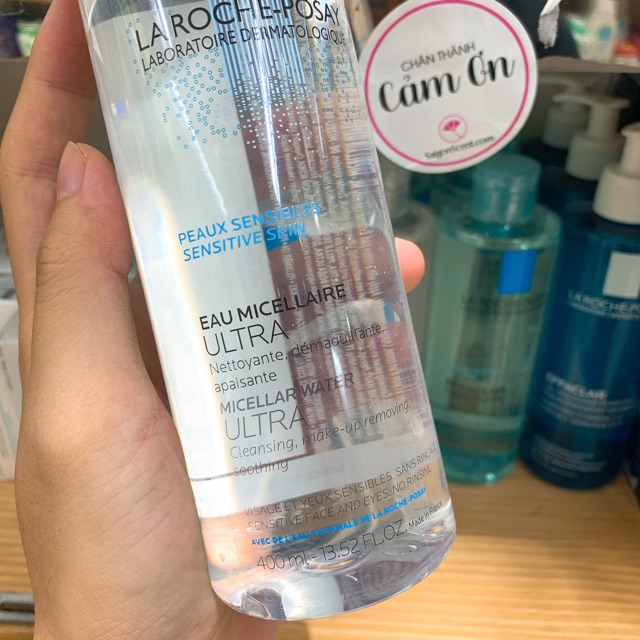 LA ROCHE-POSAY
LABORATOIRE DERMATOLOGIQUE
PEAUX SENSIBLES
SENSITIVE SKIN
EAU MICELLAIRE
ULTRA
Nettoyante, démaquillante,
apaisante
MICELLAR WATER
ULTRA
Cleansing, make-up removing,
soothing
VISAGE ET YEUX SENSIBLES. SANS RINÇAGE
SENSITIVE FACE AND EYES. NO RINSING
AVEC DE L'EAU THERMALE DE LA ROCHE-POSAY
400 ml - 13.52 FL.OZ. Made in France
CHÂN THÀNH
Cảm Ơn
SaigonScent.com
LA ROCHE-POSAY
EFFACLAR